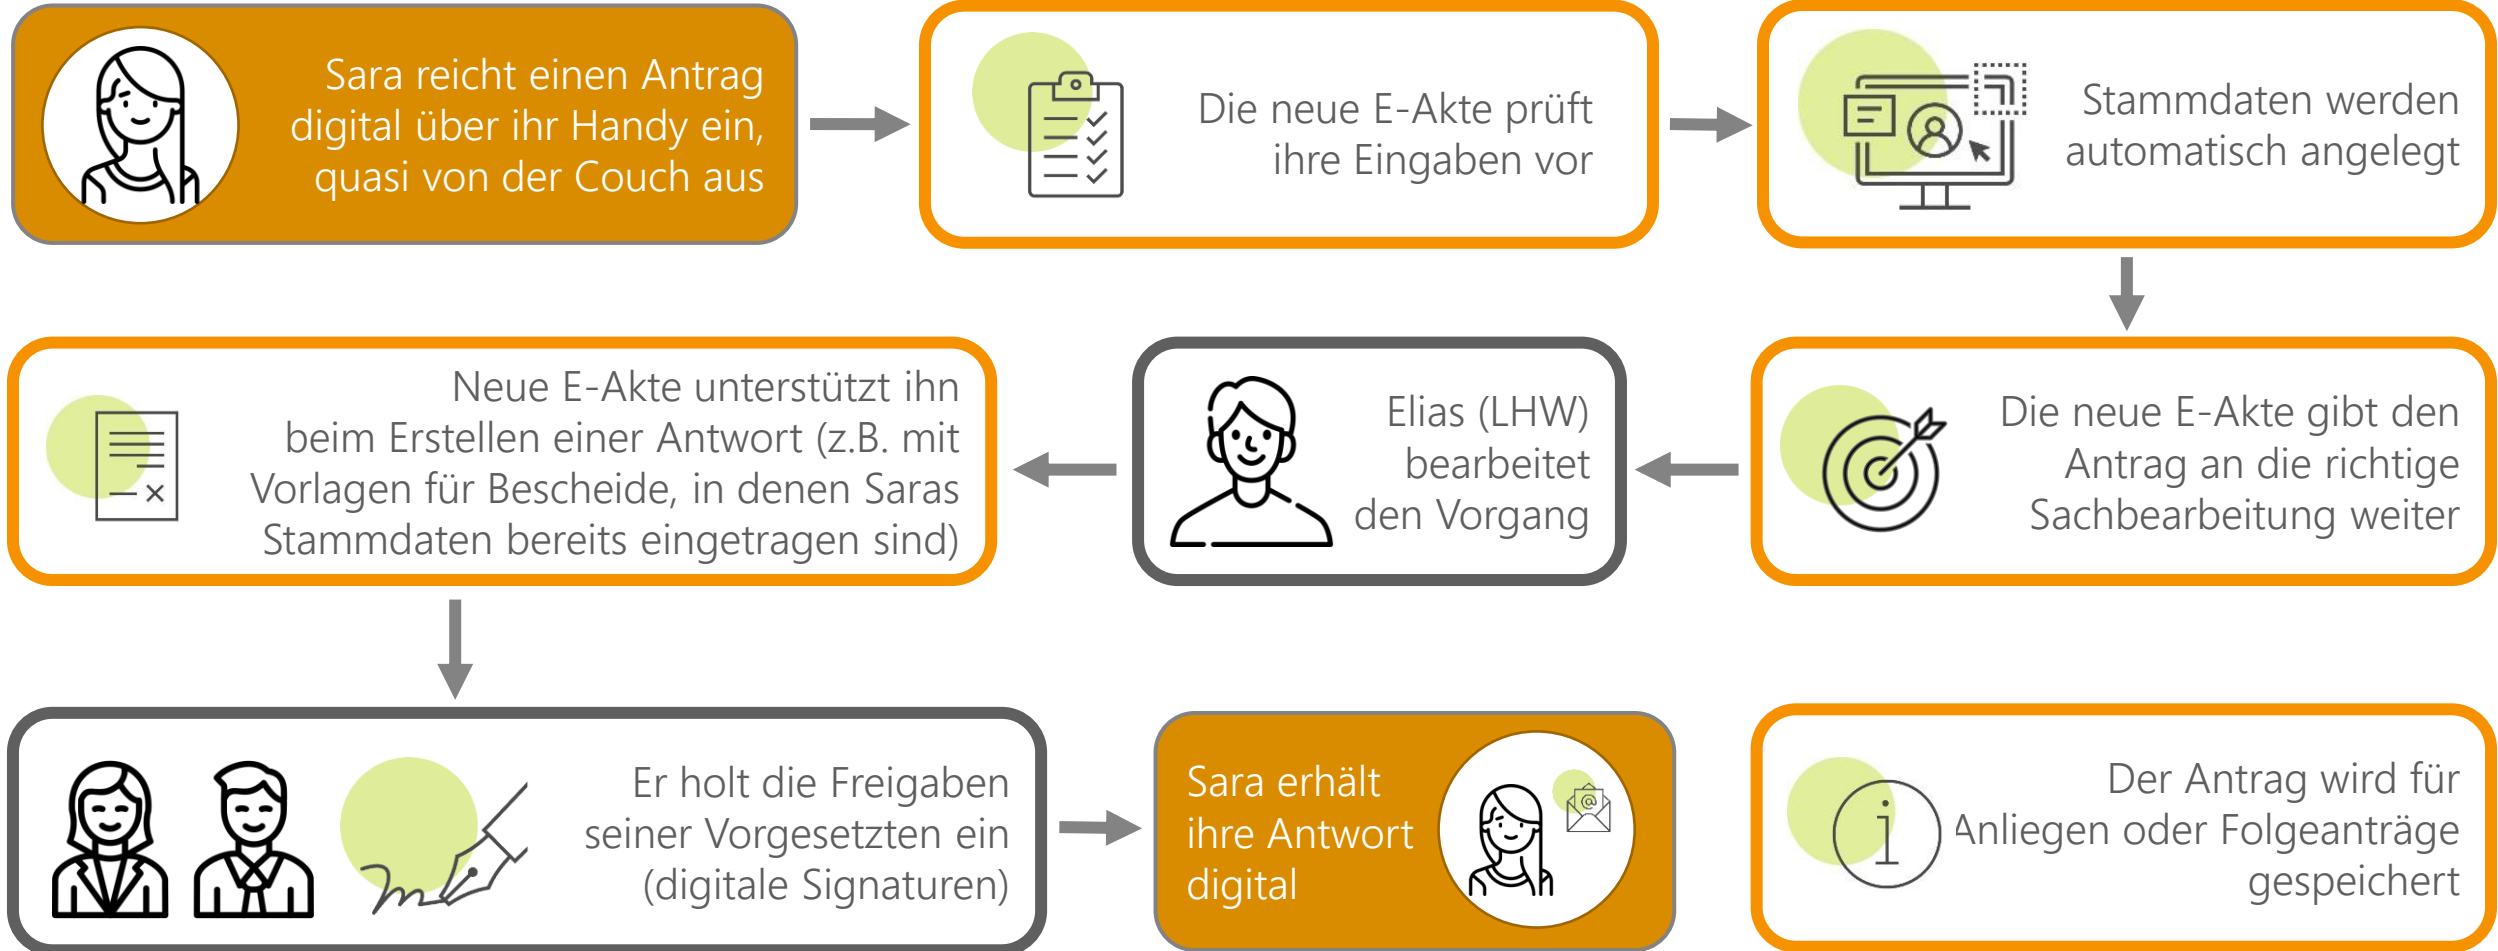 Sara reicht einen Antrag
digital über ihr Handy ein,
quasi von der Couch aus
Die neue E-Akte prüft
ihre Eingaben vor
Stammdaten werden
automatisch angelegt
Die neue E-Akte gibt den
Antrag an die richtige
Sachbearbeitung weiter
Elias (LHW)
bearbeitet
den Vorgang
Neue E-Akte unterstützt ihn
beim Erstellen einer Antwort (z.B. mit
Vorlagen für Bescheide, in denen Saras
Stammdaten bereits eingetragen sind)
Er holt die Freigaben
seiner Vorgesetzten ein
(digitale Signaturen)
Sara erhält
ihre Antwort
digital
Der Antrag wird für
Anliegen oder Folgeanträge
gespeichert